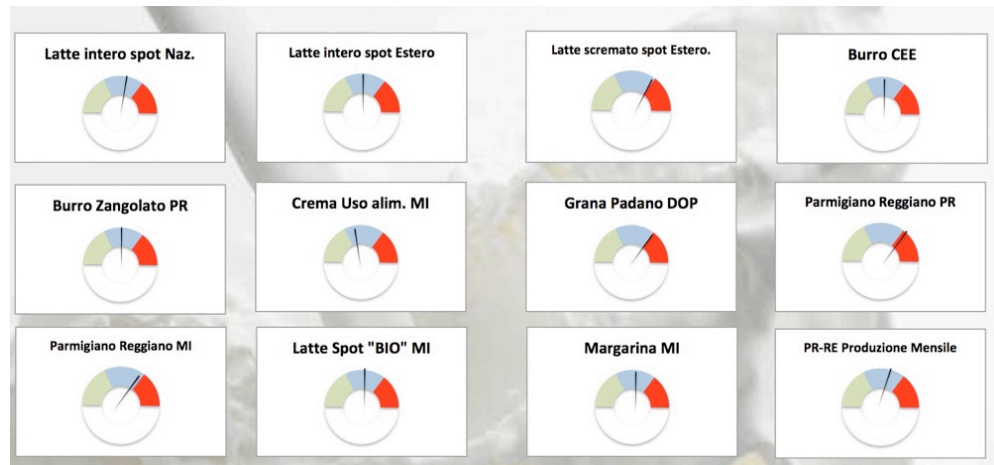 Latte intero spot Naz.
Latte intero spot Estero
Latte scremato spot Estero.
Burro CEE
Burro Zangolato PR
Crema Uso alim. MI
Grana Padano DOP
Parmigiano Reggiano PR
Parmigiano Reggiano MI
Latte Spot "BIO" MI
Margarina MI
PR-RE Produzione Mensile